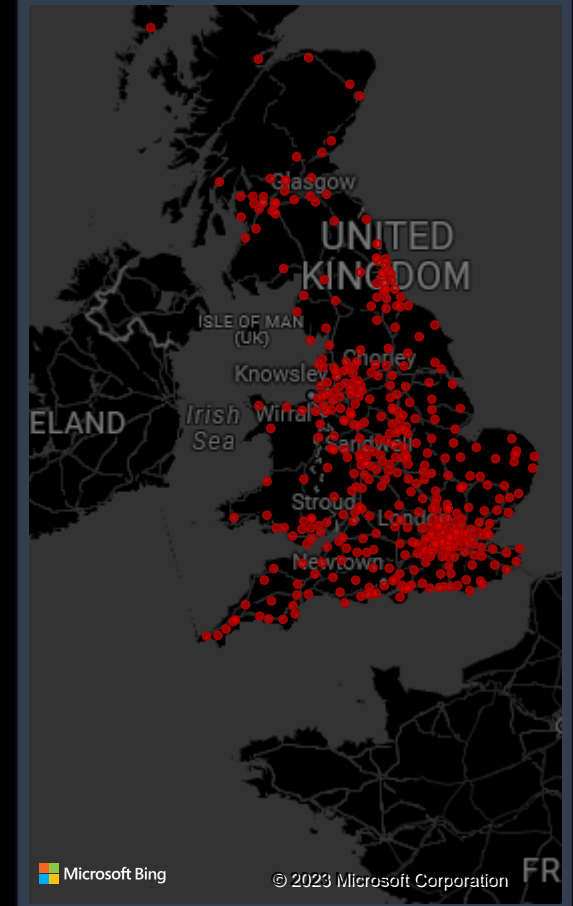 Glasgow
UNITED
KINGDOM
ISLE OF MAN
(UK)
Chorley
Knowsley
Irish
Sea
Wirral
ELAND
Sandwell
Stroud
London
Newtown
FR
Microsoft Bing
© 2023 Microsoft Corporation